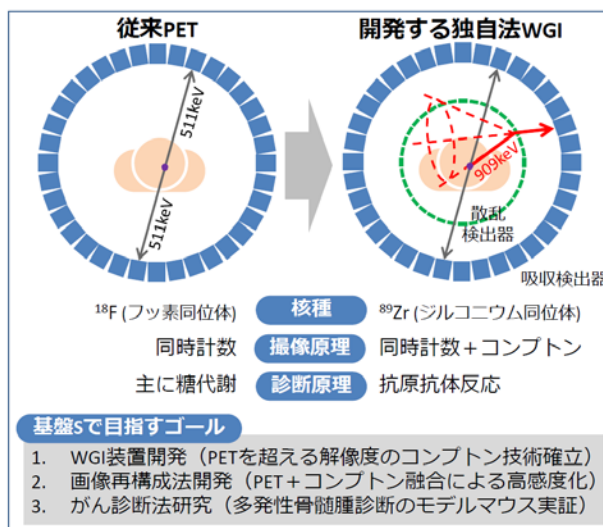 従来PET
開発する独自法WGI
511keV
511keV
909keV
散乱
検出器
吸収検出器
¹⁸F (フッ素同位体) 核種 ⁸⁹Zr (ジルコニウム同位体)
同時計数 撮像原理 同時計数+コンプトン
主に糖代謝 診断原理 抗原抗体反応
基盤Sで目指すゴール
1. WGI装置開発（PETを超える解像度のコンプトン技術確立）
2. 画像再構成法開発（PET+コンプトン融合による高感度化）
3. がん診断法研究（多発性骨髄腫診断のモデルマウス実証）